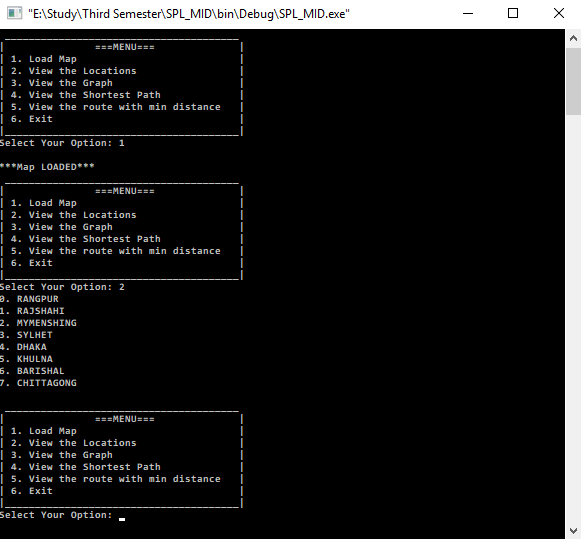 "E:\Study\Third Semester\SPL_MID\bin\Debug\SPL_MID.exe"
===MENU===
1. Load Map
2. View the Locations
3. View the Graph
4. View the Shortest Path
5. View the route with min distance
6. Exit
Select Your Option: 1
***Map LOADED***
===MENU===
1. Load Map
2. View the Locations
3. View the Graph
4. View the Shortest Path
5. View the route with min distance
6. Exit
Select Your Option: 2
0. RANGPUR
1. RAJSHAHI
2. MYMENSHING
3. SYLHET
4. DHAKA
5. KHULNA
6. BARISHAL
7. CHITTAGONG
===MENU===
1. Load Map
2. View the Locations
3. View the Graph
4. View the Shortest Path
5. View the route with min distance
6. Exit
Select Your Option: